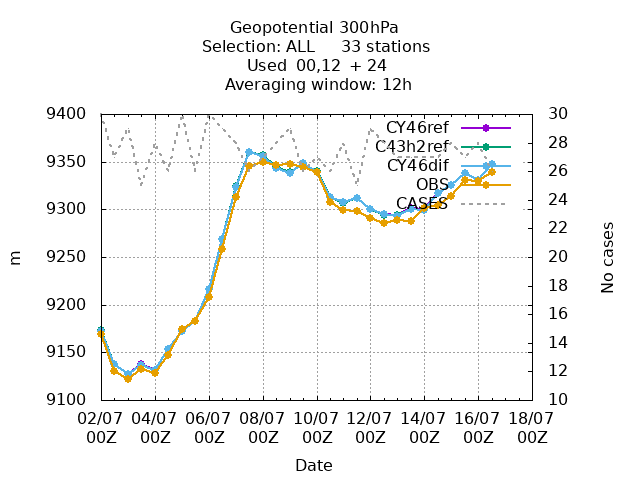 Geopotential 300hPa
Selection: ALL 33 stations
Used 00,12 + 24
Averaging window: 12h
9400
9350
9300
9250
9200
9150
9100
m
30
28
26
24
22
20
18
16
14
12
10
No cases
CY46ref
C43h2ref
CY46dif
OBS
CASES
02/07 04/07 06/07 08/07 10/07 12/07 14/07 16/07 18/07
00Z 00Z 00Z 00Z 00Z 00Z 00Z 00Z 00Z
Date